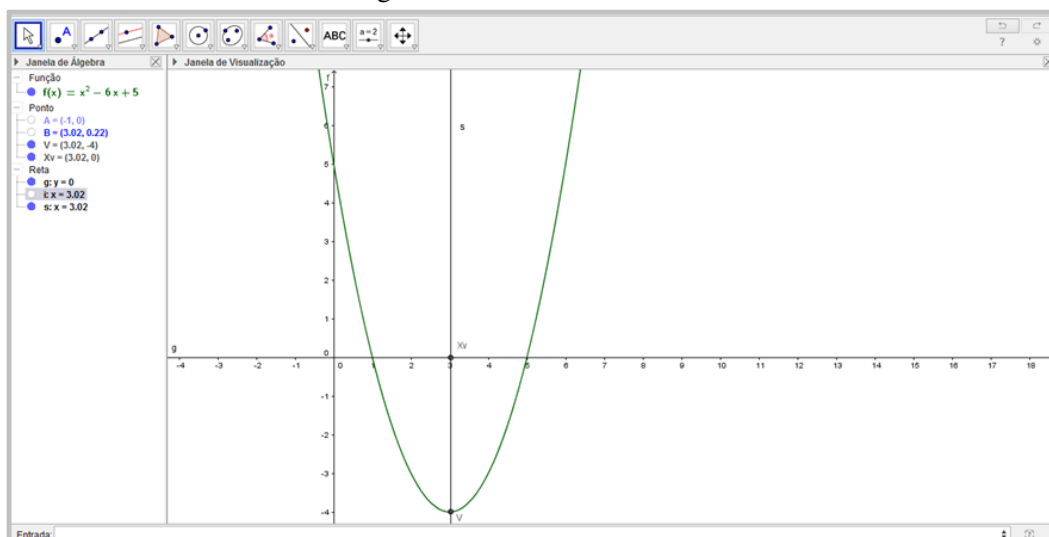 ABC
a=2
?
Janela de Álgebra
Janela de Visualização
Função
f(x) = x² − 6 x + 5
Ponto
A = (-1, 0)
B = (3.02, 0.22)
V = (3.02, -4)
Xv = (3.02, 0)
Reta
g: y = 0
i: x = 3.02
s: x = 3.02
f
7
6
s
5
4
3
2
1
0
g
Xv
-4 -3 -2 -1 0 1 2 3 4 5 6 7 8 9 10 11 12 13 14 15 16 17 18
-1
-2
-3
-4
V
Entrada: